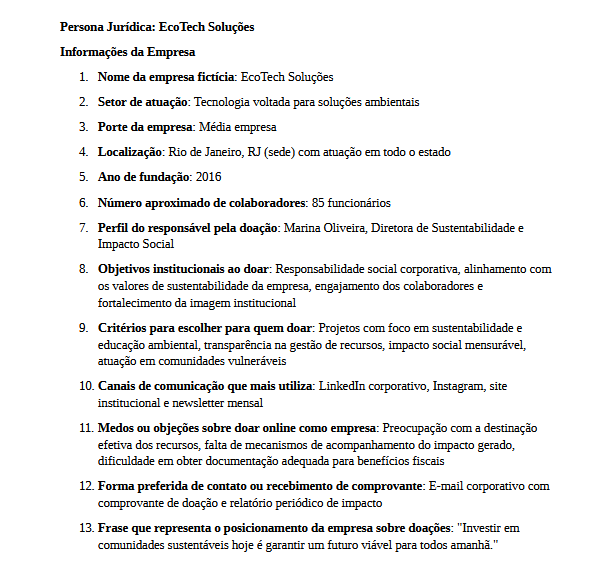 Persona Jurídica: EcoTech Soluções
Informações da Empresa
1. Nome da empresa fictícia: EcoTech Soluções
2. Setor de atuação: Tecnologia voltada para soluções ambientais
3. Porte da empresa: Média empresa
4. Localização: Rio de Janeiro, RJ (sede) com atuação em todo o estado
5. Ano de fundação: 2016
6. Número aproximado de colaboradores: 85 funcionários
7. Perfil do responsável pela doação: Marina Oliveira, Diretora de Sustentabilidade e
Impacto Social
8. Objetivos institucionais ao doar: Responsabilidade social corporativa, alinhamento com
os valores de sustentabilidade da empresa, engajamento dos colaboradores e
fortalecimento da imagem institucional
9. Critérios para escolher para quem doar: Projetos com foco em sustentabilidade e
educação ambiental, transparência na gestão de recursos, impacto social mensurável,
atuação em comunidades vulneráveis
10. Canais de comunicação que mais utiliza: LinkedIn corporativo, Instagram, site
institucional e newsletter mensal
11. Medos ou objeções sobre doar online como empresa: Preocupação com a destinação
efetiva dos recursos, falta de mecanismos de acompanhamento do impacto gerado,
dificuldade em obter documentação adequada para benefícios fiscais
12. Forma preferida de contato ou recebimento de comprovante: E-mail corporativo com
comprovante de doação e relatório periódico de impacto
13. Frase que representa o posicionamento da empresa sobre doações: "Investir em
comunidades sustentáveis hoje é garantir um futuro viável para todos amanhã."